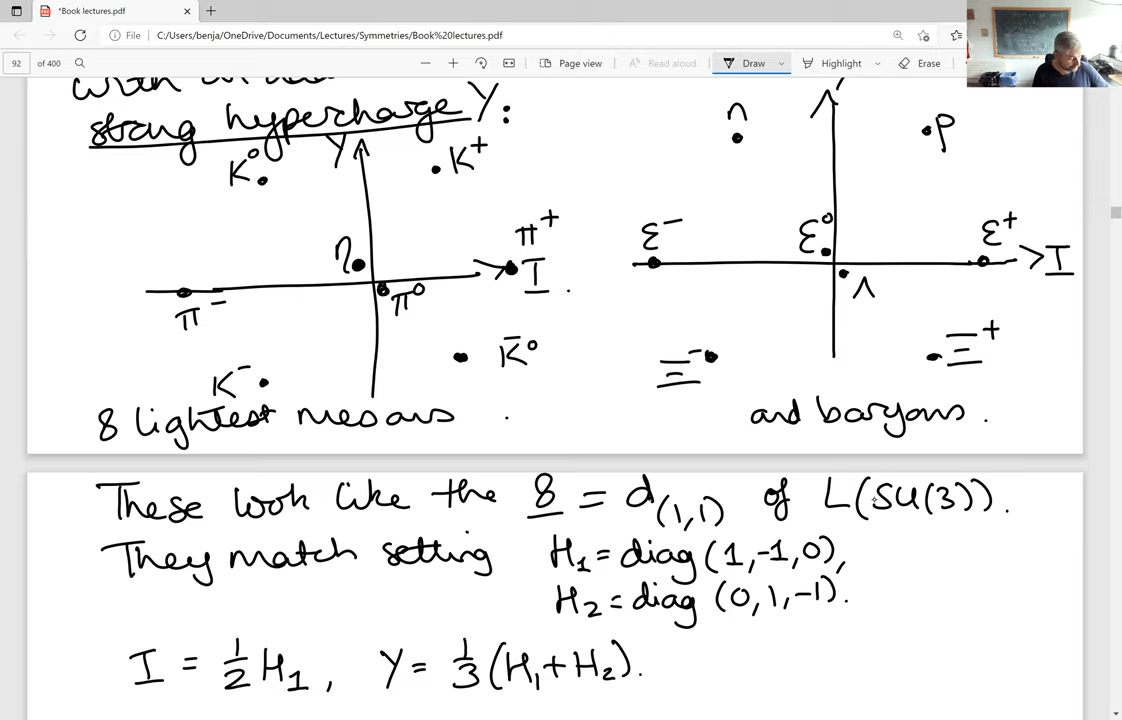 *Book lectures.pdf
File C:/Users/benja/OneDrive/Documents/Lectures/Symmetries/Book%20lectures.pdf
92 of 400 Page view Read aloud Draw Highlight Erase
strong hypercharge Y:
Y
K⁰ K⁺ n p
η π⁺ Σ⁻ Σ⁰ Σ⁺
I I
π⁻ π⁰ Λ
K⁻ K̄⁰ Ξ⁻ Ξ⁺
8 lightest mesons . and baryons.
These look like the 8 = d(1,1) of L(SU(3)).
They match setting H₁ = diag(1,-1,0),
H₂ = diag (0,1,-1).
I = 1/2 H₁, Y = 1/3 (H₁+H₂).